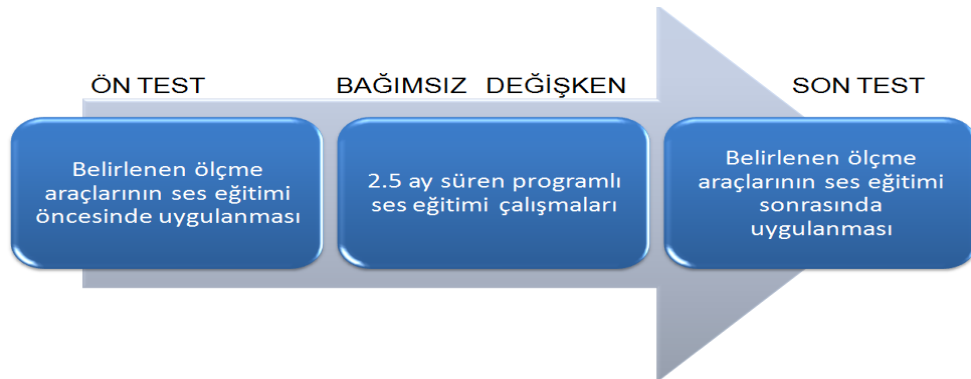 ÖN TEST
BAĞIMSIZ DEĞİŞKEN
SON TEST
Belirlenen ölçme
araçlarının ses eğitimi
öncesinde uygulanması
2.5 ay süren programlı
ses eğitimi çalışmaları
Belirlenen ölçme
araçlarının ses eğitimi
sonrasında
uygulanması